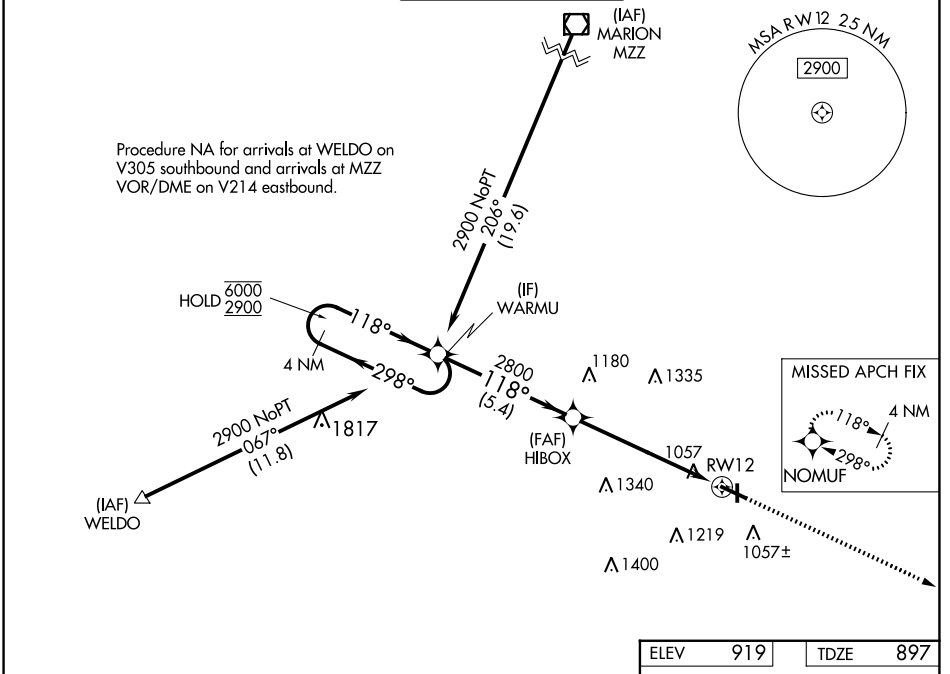 (IAF)
MARION
MZZ
MSA RW12 25 NM
2900
Procedure NA for arrivals at WELDO on
V305 southbound and arrivals at MZZ
VOR/DME on V214 eastbound.
2900 NoPT
206°
(19.6)
HOLD 6000
2900
(IF)
WARMU
118°
4 NM
298°
2800
118°
(5.4)
1180
1335
MISSED APCH FIX
118°
4 NM
298°
NOMUF
2900 NoPT
067°
(11.8)
1817
(FAF)
HIBOX
1057
RW12
1340
(IAF)
WELDO
1219
1057±
1400
ELEV 919
TDZE 897